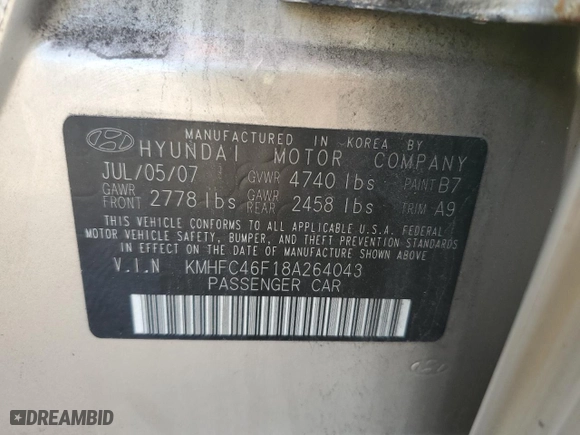 MANUFACTURED IN KOREA BY
HYUNDAI MOTOR COMPANY
JUL/05/07 GVWR 4740 lbs PAINT B7
GAWR FRONT 2778 lbs GAWR REAR 2458 lbs TRIM A9
THIS VEHICLE CONFORMS TO ALL APPLICABLE U.S.A. FEDERAL
MOTOR VEHICLE SAFETY, BUMPER, AND THEFT PREVENTION STANDARDS
IN EFFECT ON THE DATE OF MANUFACTURE SHOWN ABOVE
V.I.N KMHFC46F18A264043
PASSENGER CAR
DREAMBID